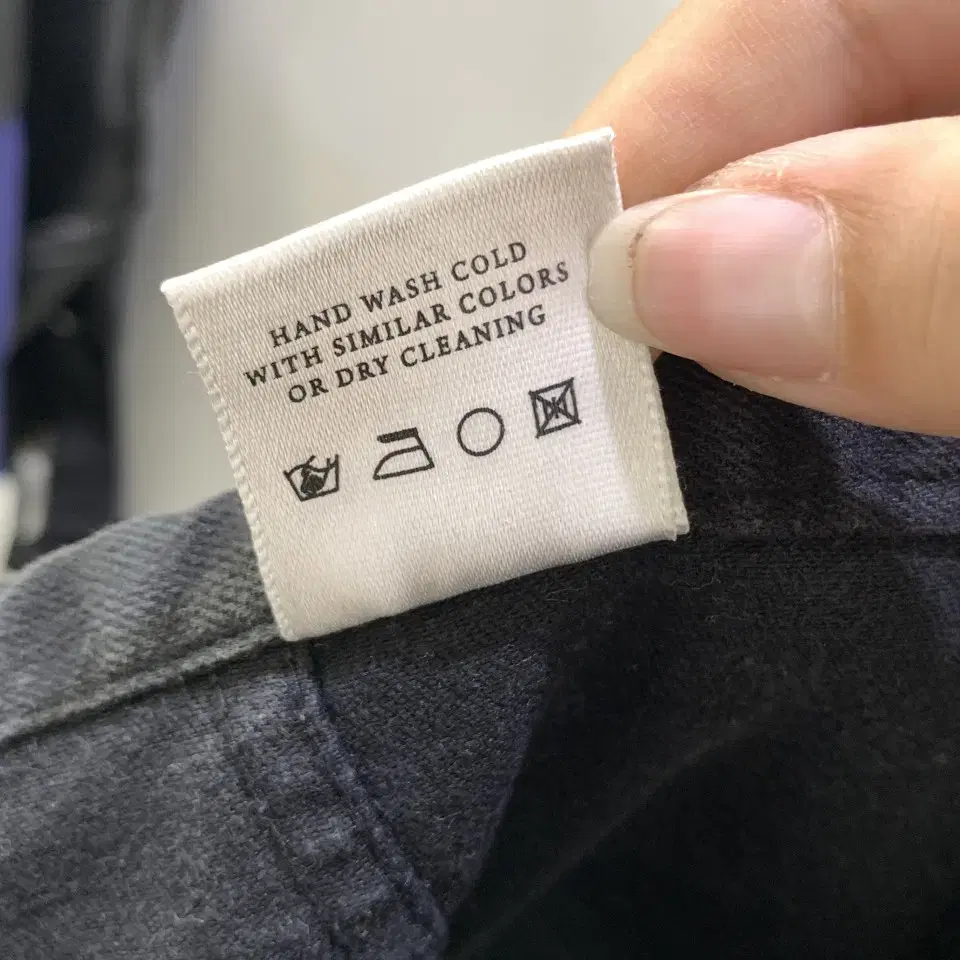 HAND WASH COLD
WITH SIMILAR COLORS
OR DRY CLEANING